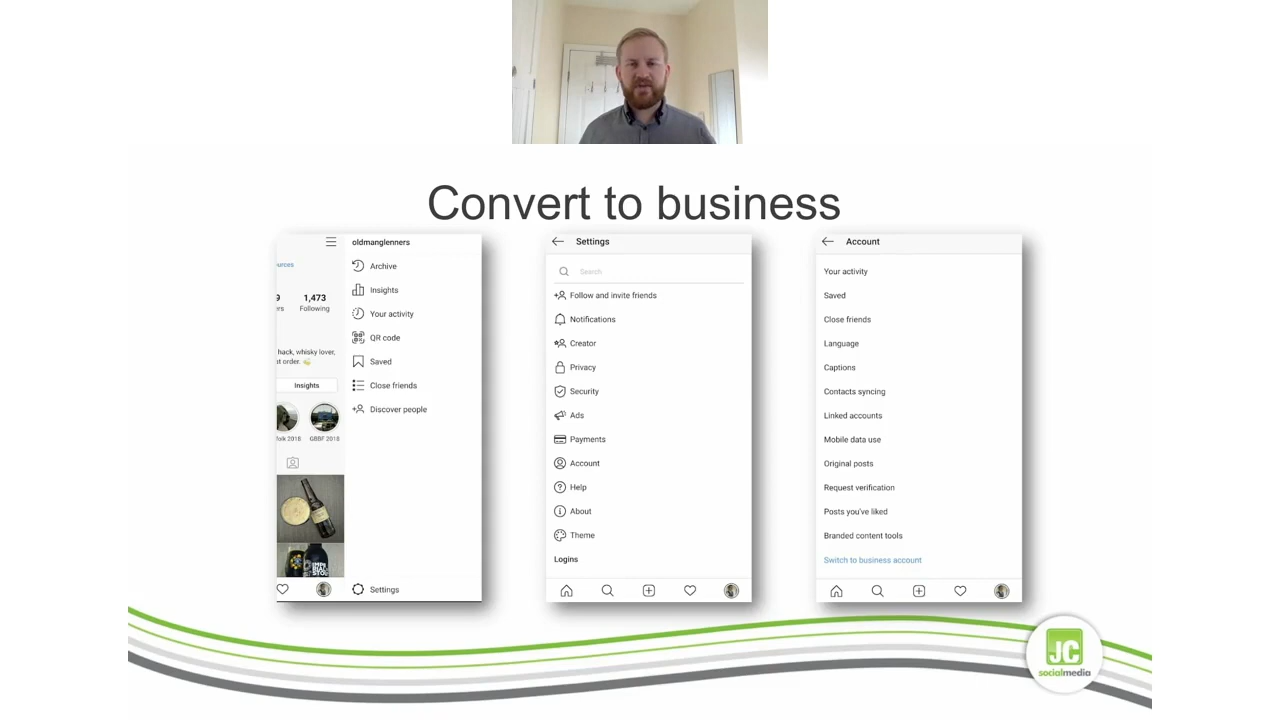 Convert to business
oldmanglenners
Archive
Insights
Your activity
QR code
Saved
Close friends
Discover people
Settings
1,473
Following
hack, whisky lover,
order.
Insights
2018
GBBF 2018
Settings
Search
Follow and invite friends
Notifications
Creator
Privacy
Security
Ads
Payments
Account
Help
About
Theme
Logins
Account
Your activity
Saved
Close friends
Language
Captions
Contacts syncing
Linked accounts
Mobile data use
Original posts
Request verification
Posts you've liked
Branded content tools
Switch to business account
JC
socialmedia